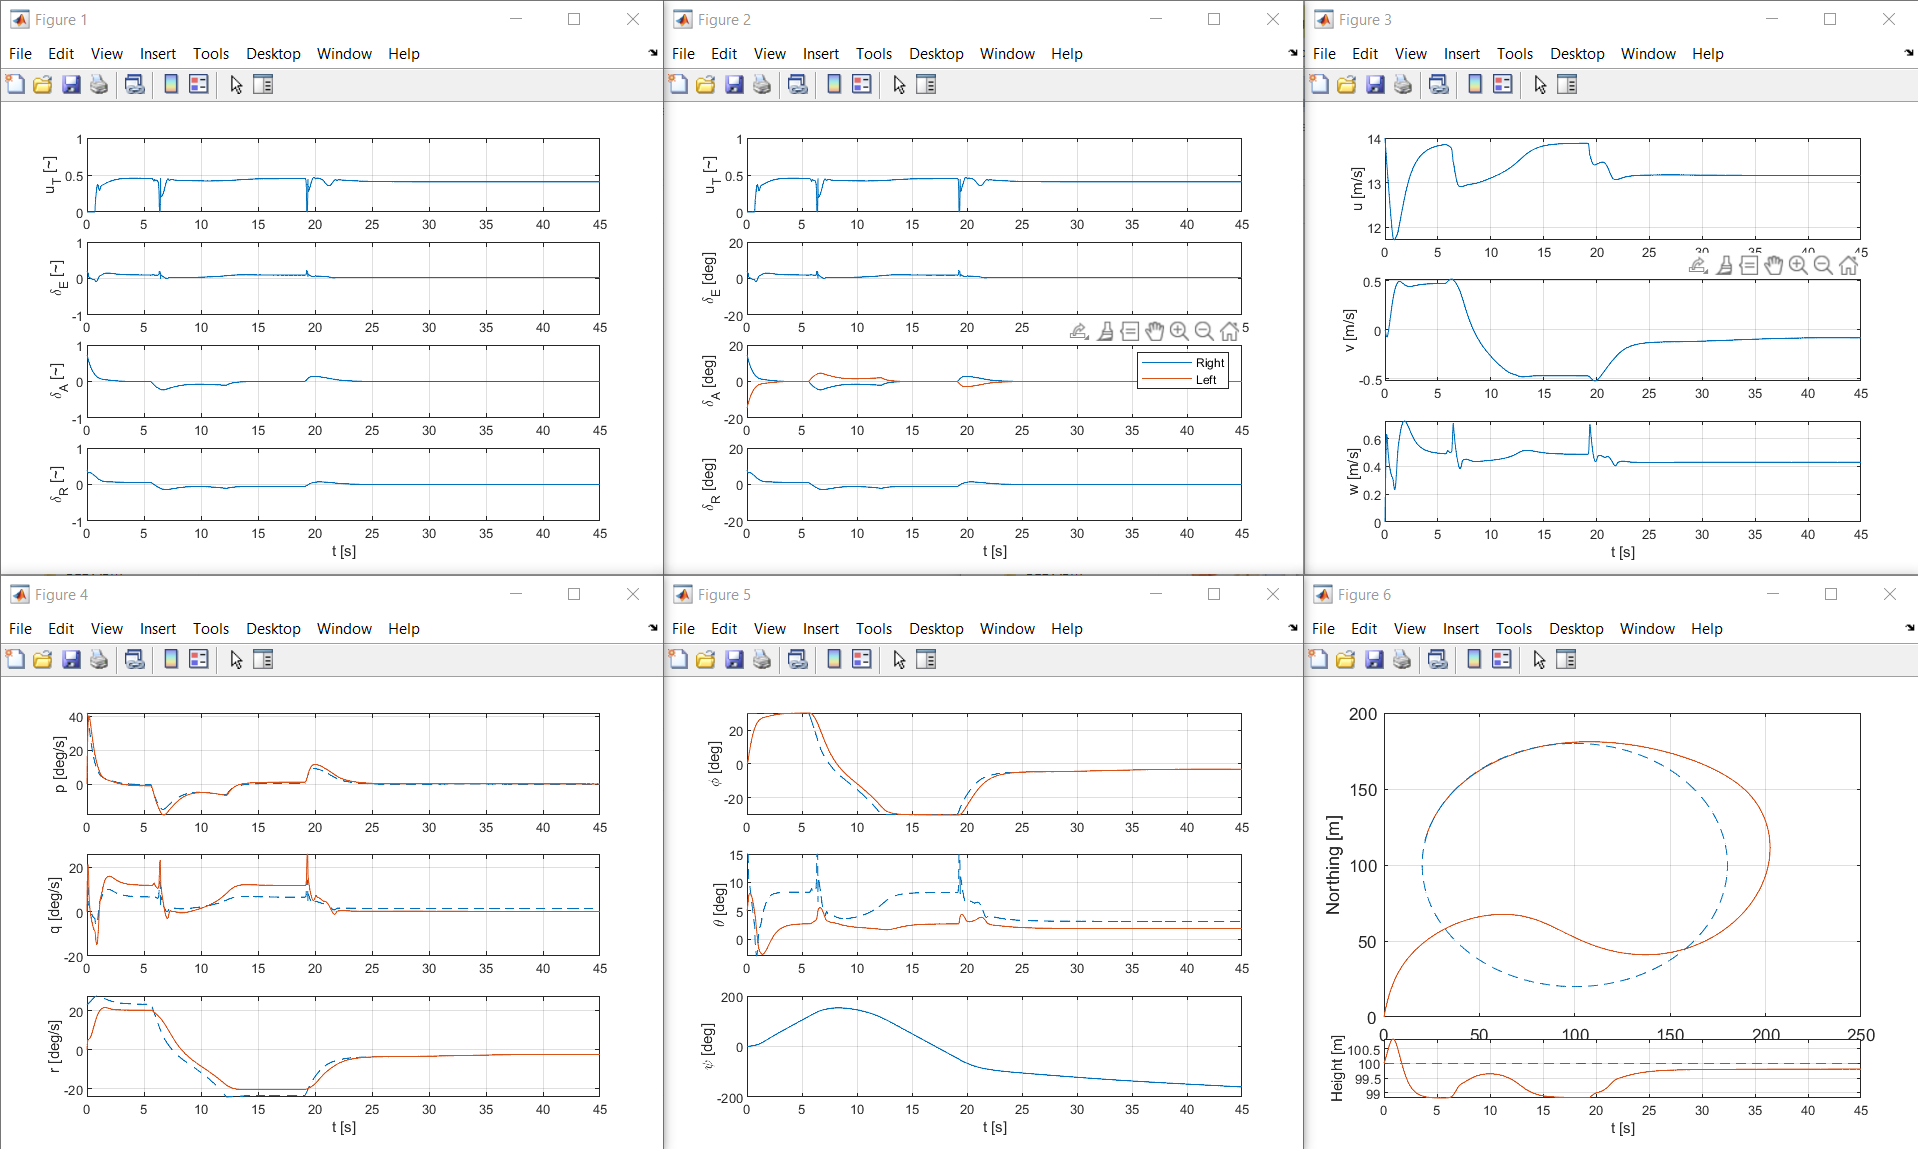 Figure 1
File Edit View Insert Tools Desktop Window Help
1
0.5
0
u_T [~]
0 5 10 15 20 25 30 35 40 45
1
0
-1
δ_E [~]
0 5 10 15 20 25 30 35 40 45
1
0
-1
δ_A [~]
0 5 10 15 20 25 30 35 40 45
1
0
-1
δ_R [~]
0 5 10 15 20 25 30 35 40 45
t [s]
Figure 2
File Edit View Insert Tools Desktop Window Help
1
0.5
0
u_T [~]
0 5 10 15 20 25 30 35 40 45
20
0
-20
δ_E [deg]
0 5 10 15 20 25 5
20
0
-20
δ_A [deg]
Right
Left
0 5 10 15 20 25 30 35 40 45
20
0
-20
δ_R [deg]
0 5 10 15 20 25 30 35 40 45
t [s]
Figure 3
File Edit View Insert Tools Desktop Window Help
14
13
12
u [m/s]
0 5 10 15 20 25 30 35 40 45
0.5
0
-0.5
v [m/s]
0 5 10 15 20 25 30 35 40 45
0.6
0.4
0.2
0
w [m/s]
0 5 10 15 20 25 30 35 40 45
t [s]
Figure 4
File Edit View Insert Tools Desktop Window Help
40
20
0
p [deg/s]
0 5 10 15 20 25 30 35 40 45
20
0
-20
q [deg/s]
0 5 10 15 20 25 30 35 40 45
20
0
-20
r [deg/s]
0 5 10 15 20 25 30 35 40 45
t [s]
Figure 5
File Edit View Insert Tools Desktop Window Help
20
0
-20
ϕ [deg]
0 5 10 15 20 25 30 35 40 45
15
10
5
0
θ [deg]
0 5 10 15 20 25 30 35 40 45
200
0
-200
ψ [deg]
0 5 10 15 20 25 30 35 40 45
t [s]
Figure 6
File Edit View Insert Tools Desktop Window Help
200
150
100
50
0
Northing [m]
0 50 100 150 200 250
100.5
100
99.5
99
Height [m]
0 5 10 15 20 25 30 35 40 45
t [s]